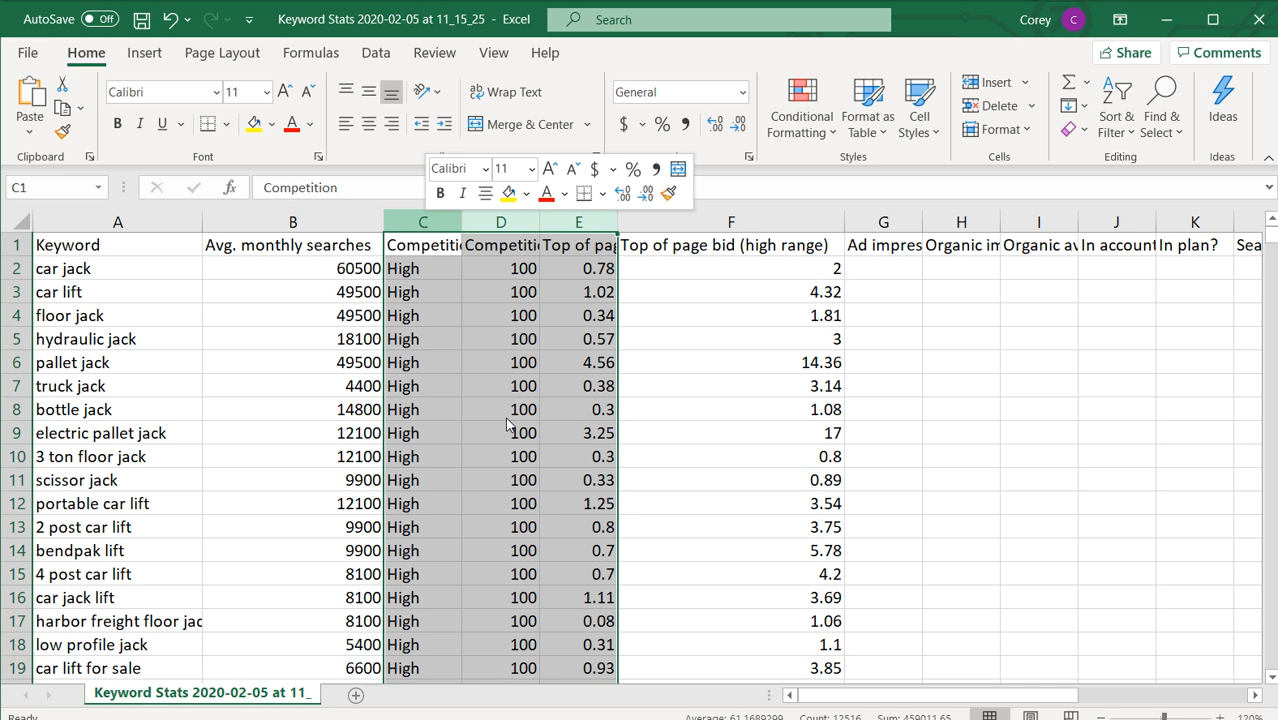 AutoSave Off Keyword Stats 2020-02-05 at 11_15_25 - Excel Search Corey C
File Home Insert Page Layout Formulas Data Review View Help Share Comments
Paste Calibri 11 Wrap Text General Conditional Formatting Format as Table Cell Styles Insert Sort & Filter Find & Select Ideas
B I U Merge & Center $ % Delete Format
Clipboard Font Styles Cells Editing Ideas
Calibri 11 $ %
B I A
C1 fx Competition
A B C D E F G H I J K
1 Keyword Avg. monthly searches Competitio Competitio Top of pag Top of page bid (high range) Ad impres Organic im Organic av In account In plan? Sea
2 car jack 60500 High 100 0.78 2
3 car lift 49500 High 100 1.02 4.32
4 floor jack 49500 High 100 0.34 1.81
5 hydraulic jack 18100 High 100 0.57 3
6 pallet jack 49500 High 100 4.56 14.36
7 truck jack 4400 High 100 0.38 3.14
8 bottle jack 14800 High 100 0.3 1.08
9 electric pallet jack 12100 High 100 3.25 17
10 3 ton floor jack 12100 High 100 0.3 0.8
11 scissor jack 9900 High 100 0.33 0.89
12 portable car lift 12100 High 100 1.25 3.54
13 2 post car lift 9900 High 100 0.8 3.75
14 bendpak lift 9900 High 100 0.7 5.78
15 4 post car lift 8100 High 100 0.7 4.2
16 car jack lift 8100 High 100 1.11 3.69
17 harbor freight floor jac 8100 High 100 0.08 1.06
18 low profile jack 5400 High 100 0.31 1.1
19 car lift for sale 6600 High 100 0.93 3.85
Keyword Stats 2020-02-05 at 11_
Ready Average: 61.1689299 Count: 12516 Sum: 459011.65 120%